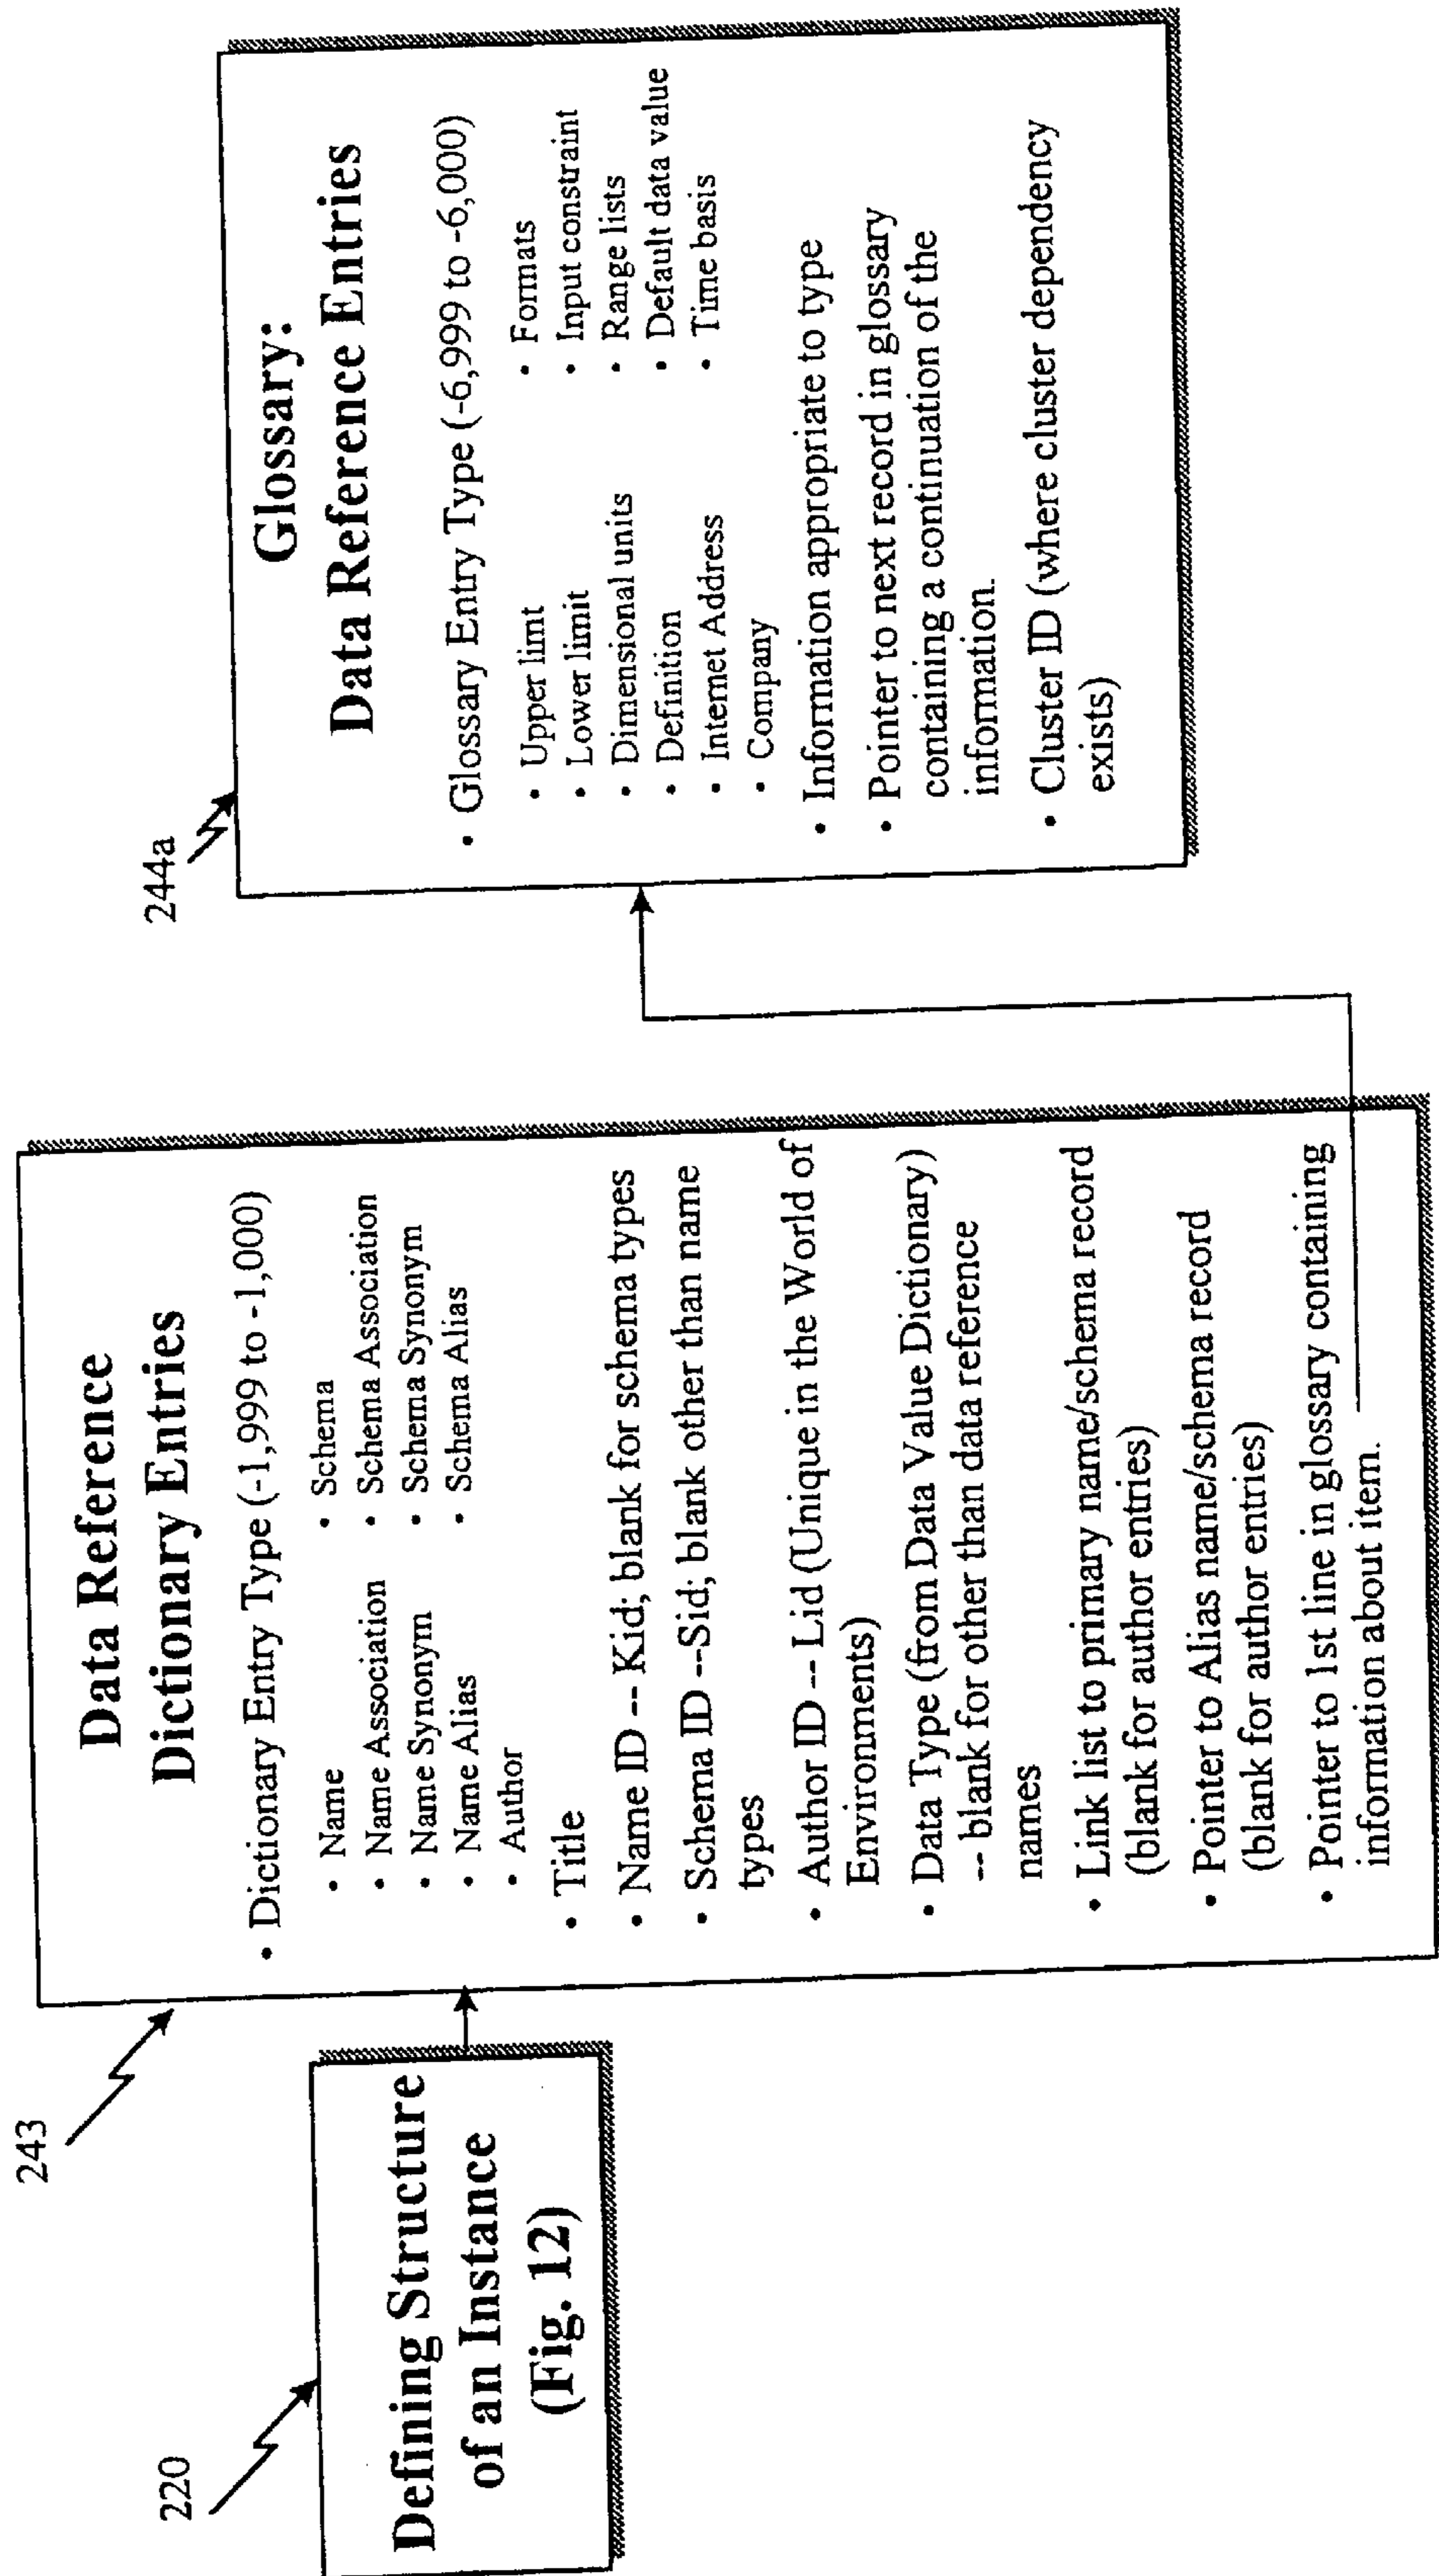 220
Defining Structure
of an Instance
(Fig. 12)
243
Data Reference
Dictionary Entries
• Dictionary Entry Type (-1,999 to -1,000)
• Name • Schema
• Name Association • Schema Association
• Name Synonym • Schema Synonym
• Name Alias • Schema Alias
• Author
• Title
• Name ID -- Kid; blank for schema types
• Schema ID --Sid; blank other than name
types
• Author ID -- Lid (Unique in the World of
Environments)
• Data Type (from Data Value Dictionary)
-- blank for other than data reference
names
• Link list to primary name/schema record
(blank for author entries)
• Pointer to Alias name/schema record
(blank for author entries)
• Pointer to 1st line in glossary containing
information about item.
244a
Glossary:
Data Reference Entries
• Glossary Entry Type (-6,999 to -6,000)
• Upper limt • Formats
• Lower limit • Input constraint
• Dimensional units • Range lists
• Definition • Default data value
• Internet Address • Time basis
• Company
• Information appropriate to type
• Pointer to next record in glossary
containing a continuation of the
information.
• Cluster ID (where cluster dependency
exists)